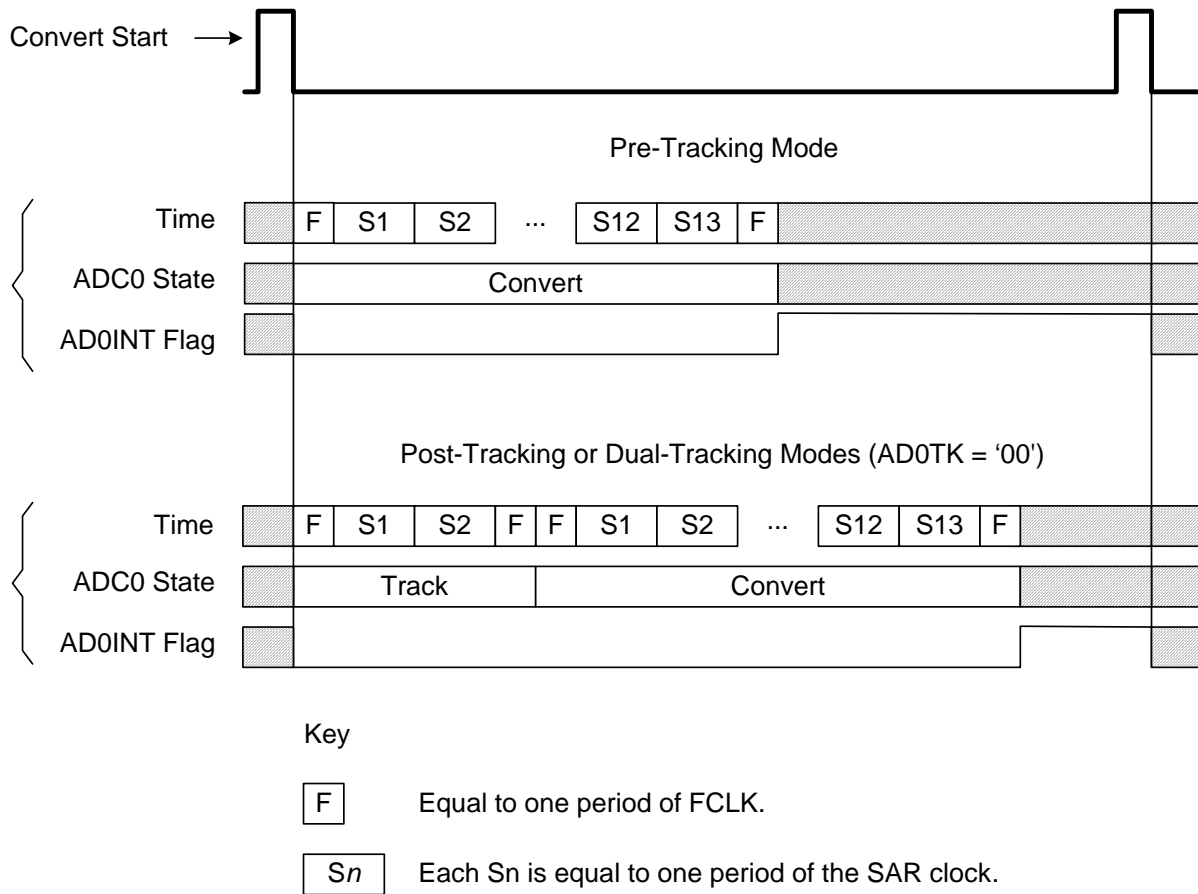 Convert Start
Pre-Tracking Mode
Time F S1 S2 ... S12 S13 F
ADC0 State Convert
AD0INT Flag
Post-Tracking or Dual-Tracking Modes (AD0TK = ‘00')
Time F S1 S2 F F S1 S2 ... S12 S13 F
ADC0 State Track Convert
AD0INT Flag
Key
F Equal to one period of FCLK.
Sn Each Sn is equal to one period of the SAR clock.